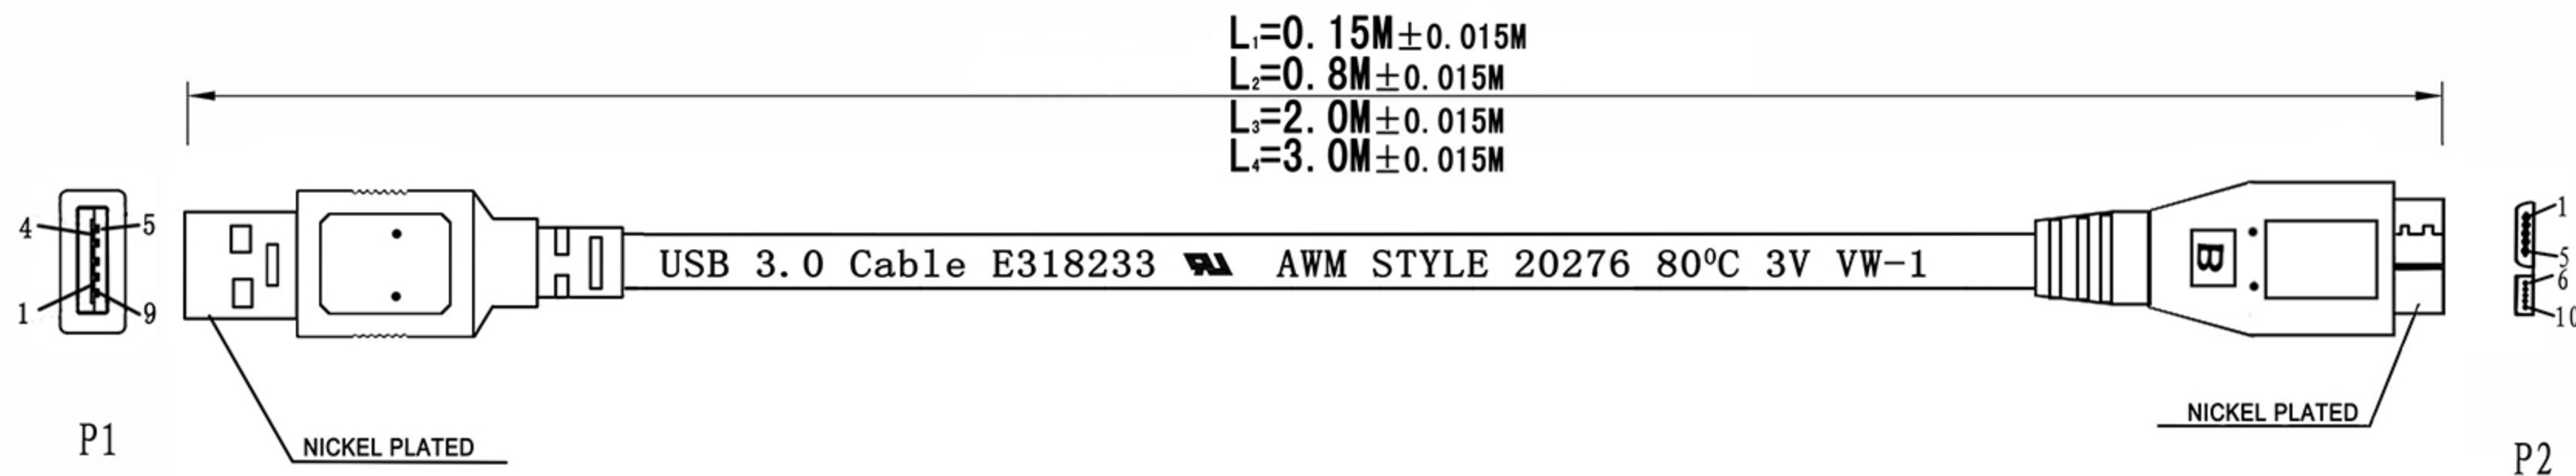 L₁=0.15M±0.015M
L₂=0.8M±0.015M
L₃=2.0M±0.015M
L₄=3.0M±0.015M
4 5
1 9
USB 3.0 Cable E318233 RU AWM STYLE 20276 80⁰C 3V VW-1
B
1
5
6
10
NICKEL PLATED
NICKEL PLATED
P1
P2